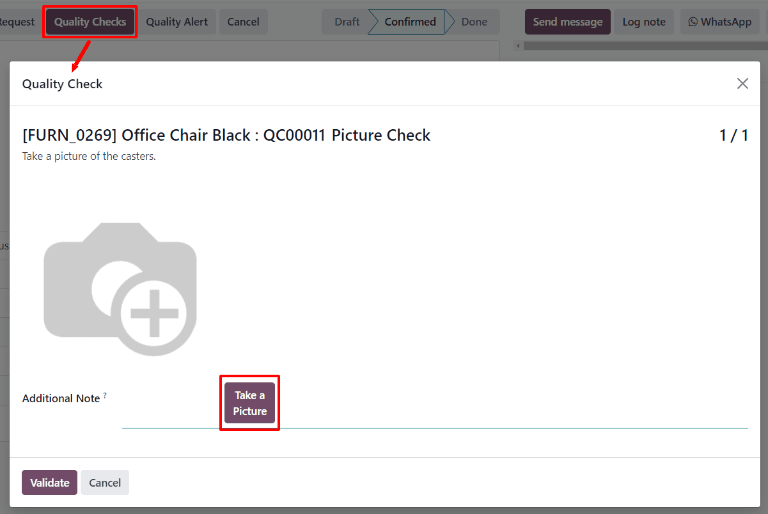 Quality Checks
Quality Alert
Cancel
Draft
Confirmed
Done
Send message
Log note
WhatsApp
Quality Check
[FURN_0269] Office Chair Black : QC00011 Picture Check
1 / 1
Take a picture of the casters.
Additional Note ?
Take a
Picture
Validate
Cancel